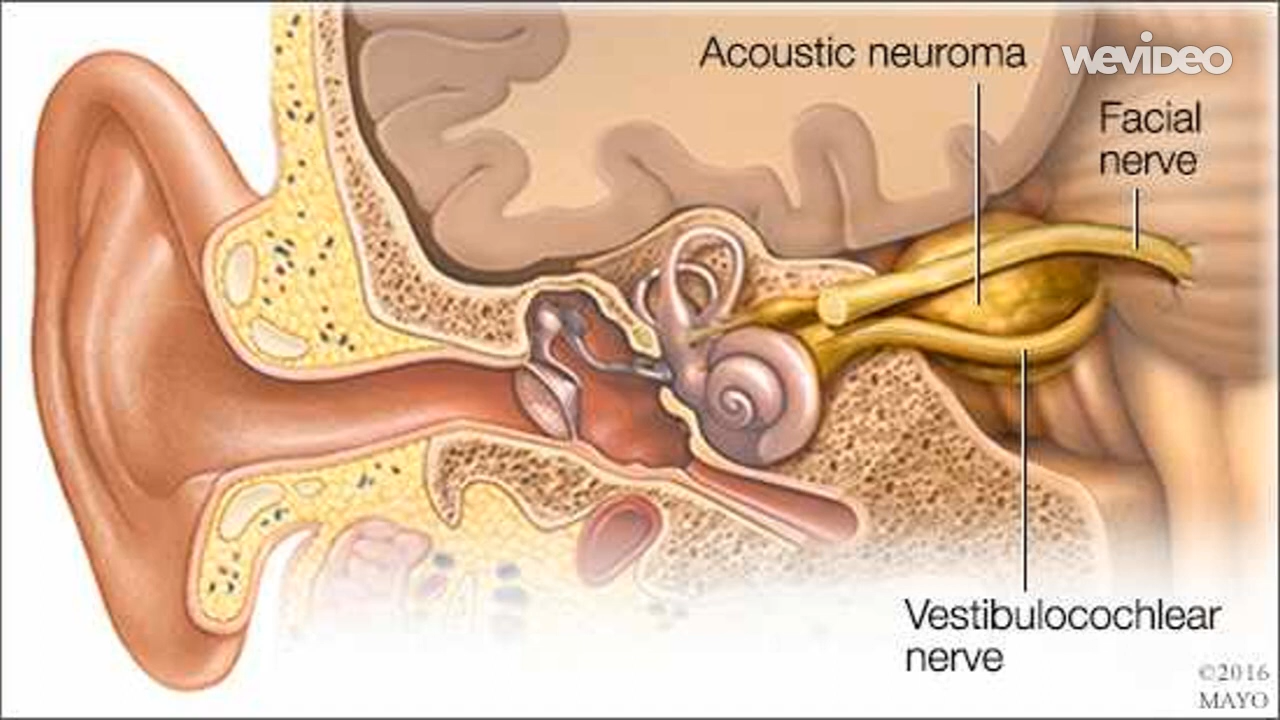 Acoustic neuroma
WEVIDEO
Facial
nerve
Vestibulocochlear
nerve
©2016
MAYO